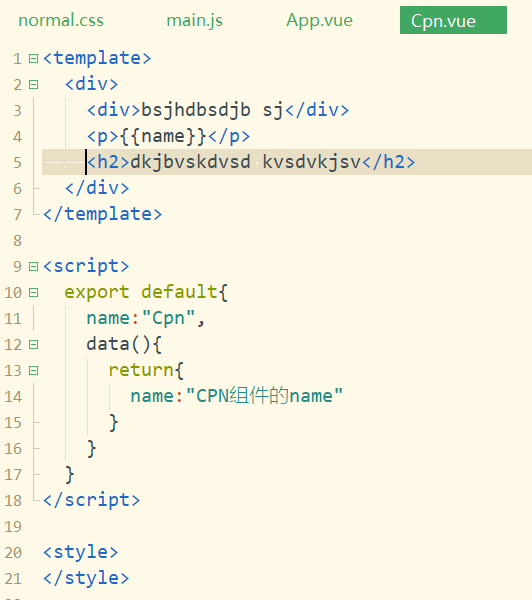 normal.css main.js App.vue Cpn.vue
1 <template>
2 <div>
3 <div>bsjhdbsdjb sj</div>
4 <p>{{name}}</p>
5 <h2>dkjbvskdvsd kvsdvkjsv</h2>
6 </div>
7 </template>
8
9 <script>
10 export default{
11 name:"Cpn",
12 data(){
13 return{
14 name:"CPN组件的name"
15 }
16 }
17 }
18 </script>
19
20 <style>
21 </style>